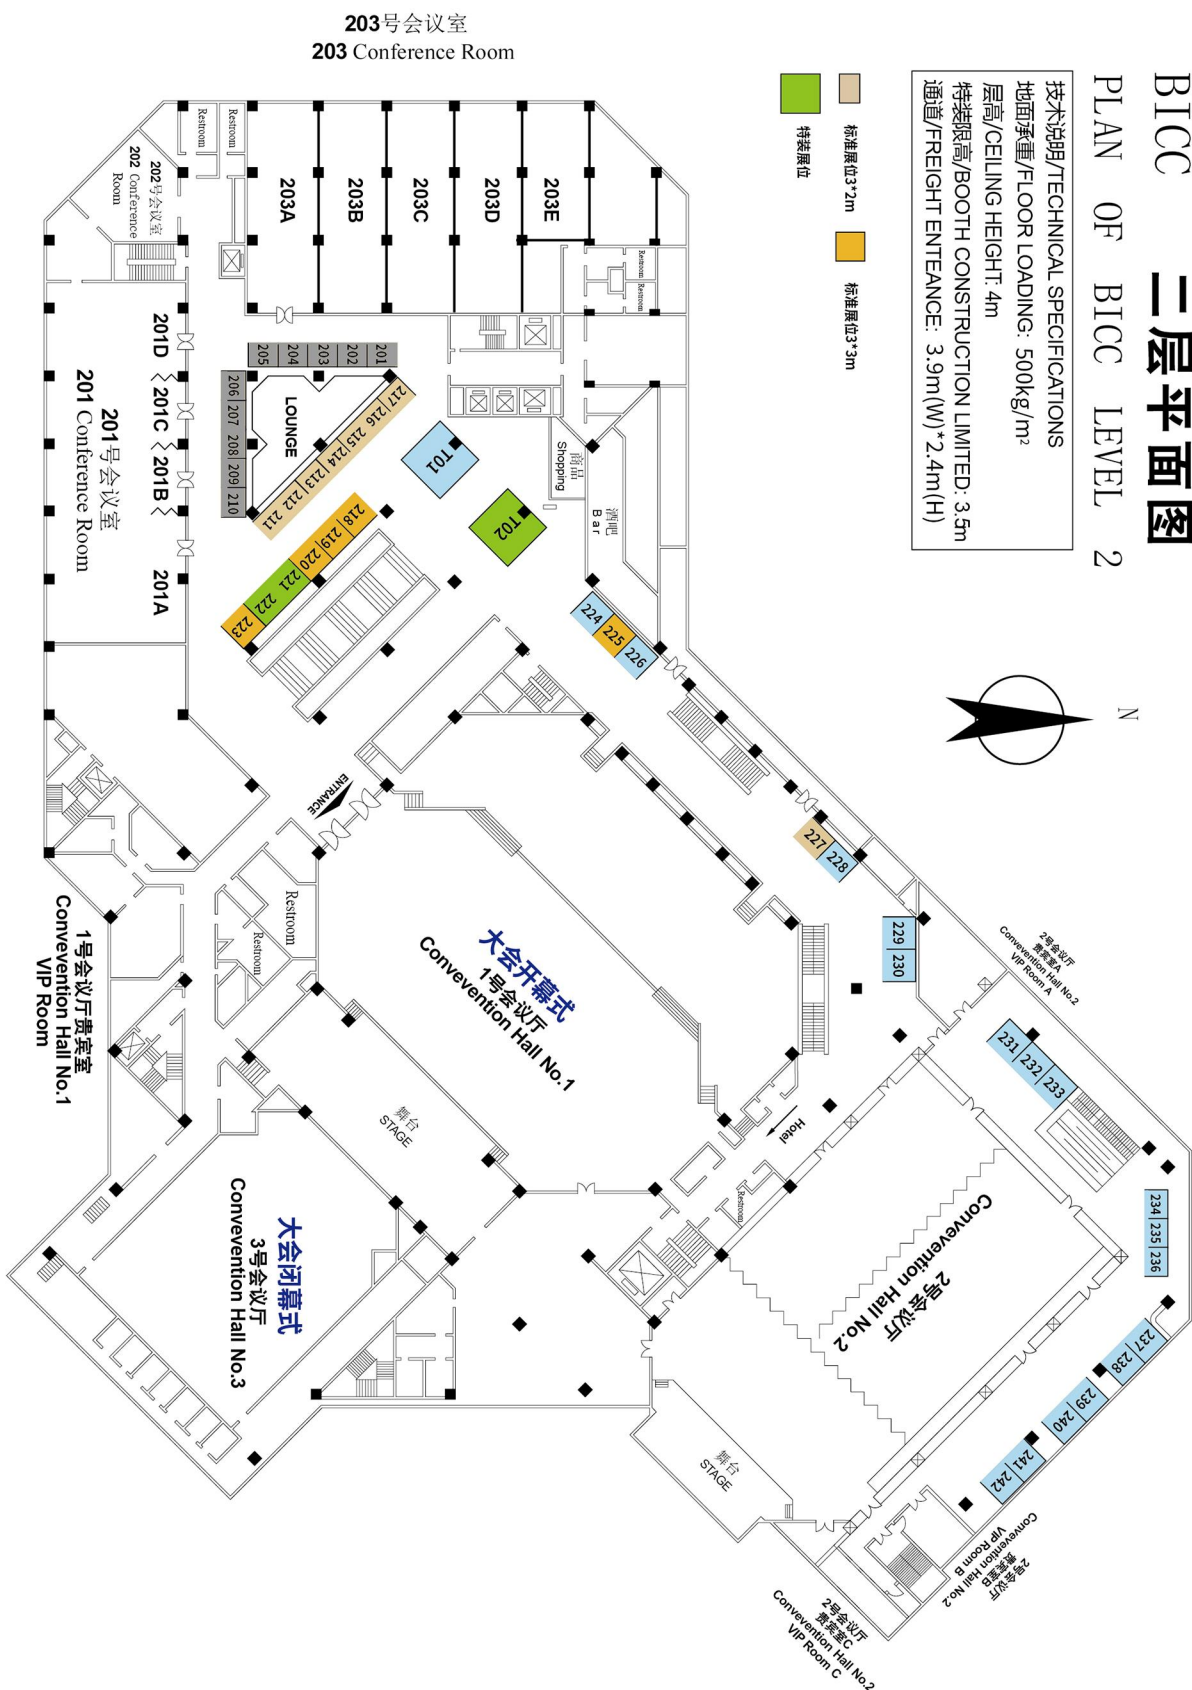 203号会议室
203 Conference Room
BICC 二层平面图
PLAN OF BICC LEVEL 2
技术说明/TECHNICAL SPECIFICATIONS
地面承重/FLOOR LOADING: 500kg/m²
层高/CEILING HEIGHT: 4m
特装限高/BOOTH CONSTRUCTION LIMITED: 3.5m
通道/FREIGHT ENTEANCE: 3.9m(W)*2.4m(H)
标准展位3*2m
标准展位3*3m
特装展位
N
Restroom
Restroom
202号会议室
202 Conference
Room
203A
203B
203C
203D
203E
Restroom
Restroom
201D
201C
201B
201A
201号会议室
201 Conference Room
205
204
203
202
201
206
207
208
209
210
LOUNGE
217
216
215
214
213
212
211
T01
T02
商品
Shopping
酒吧
Bar
218
219
220
221
222
223
224
225
226
227
228
229
230
2号会议厅
贵宾室A
Convevention Hall No.2
VIP Room A
231
232
233
234
235
236
237
238
239
240
241
242
ENTRANCE
Restroom
Restroom
1号会议厅贵宾室
Convevention Hall No.1
VIP Room
大会开幕式
1号会议厅
Convevention Hall No.1
舞台
STAGE
Hotel
Restroom
2号会议厅
Convevention Hall No.2
大会闭幕式
3号会议厅
Convevention Hall No.3
舞台
STAGE
2号会议厅
贵宾室B
Convevention Hall No.2
VIP Room B
2号会议厅
贵宾室C
Convevention Hall No.2
VIP Room C